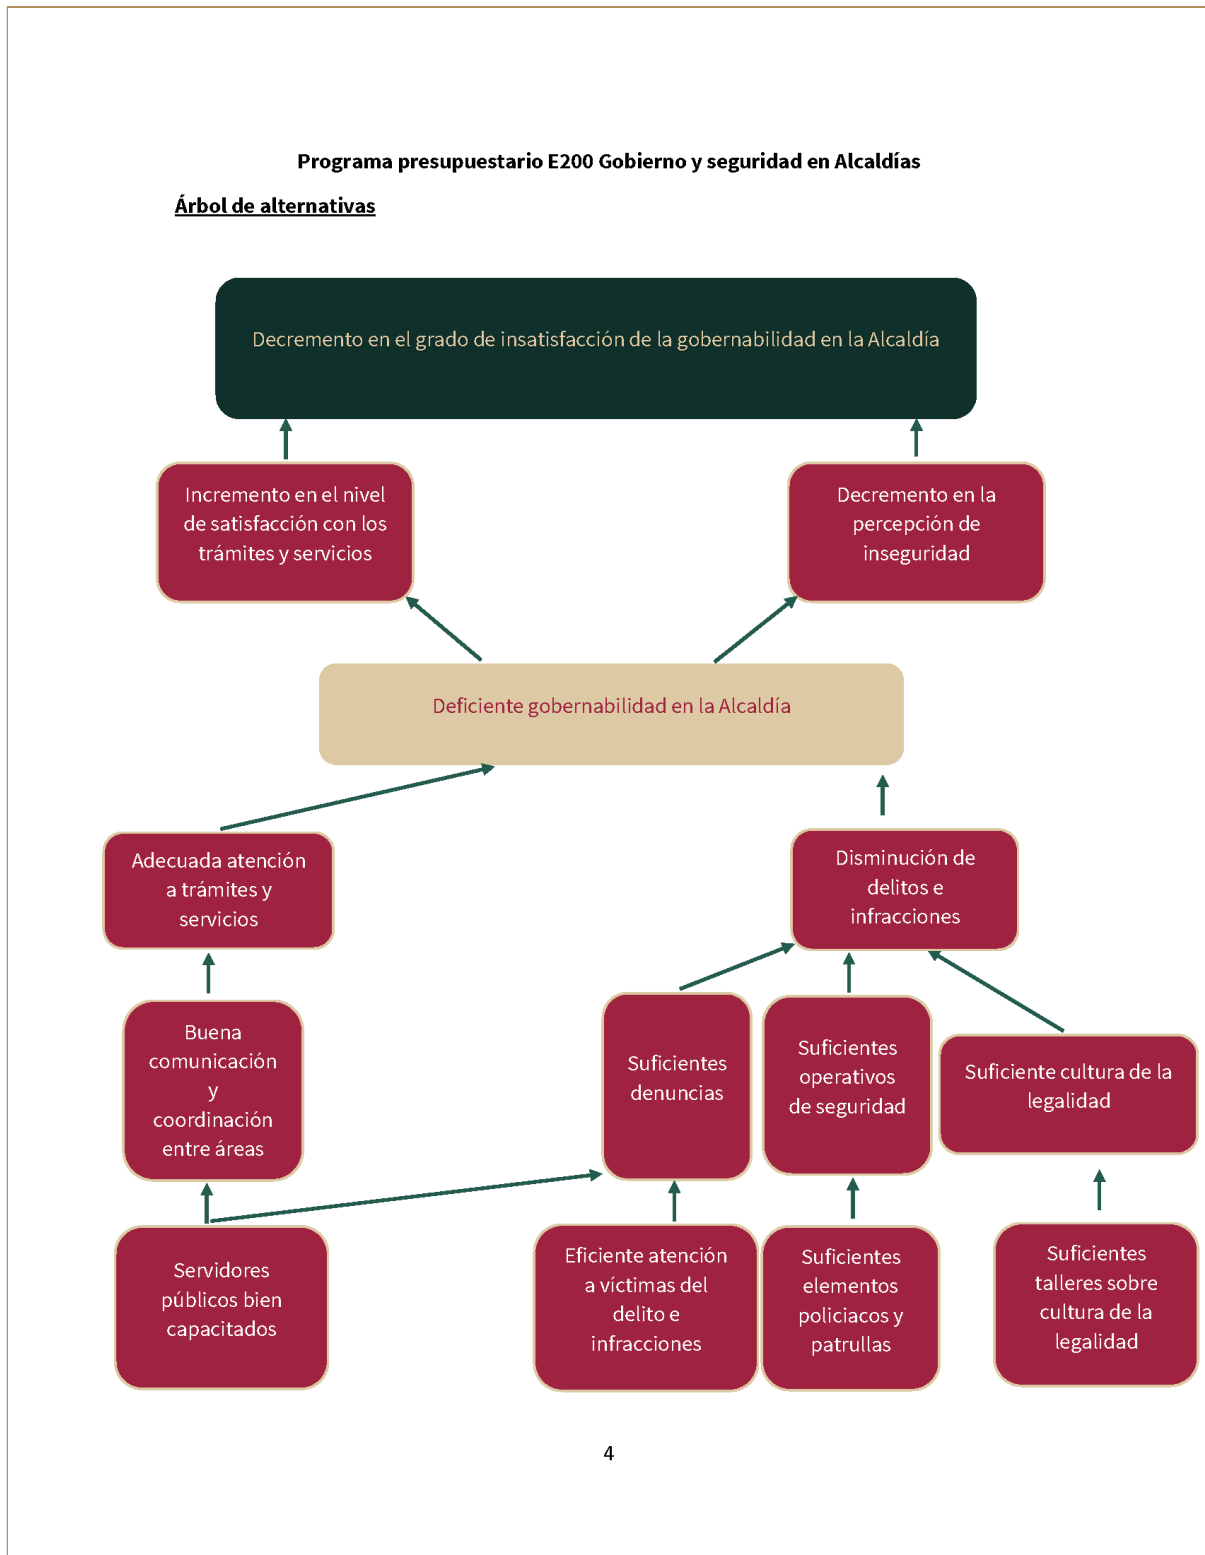 Programa presupuestario E200 Gobierno y seguridad en Alcaldías
Árbol de alternativas
Decremento en el grado de insatisfacción de la gobernabilidad en la Alcaldía
Incremento en el nivel
de satisfacción con los
trámites y servicios
Decremento en la
percepción de
inseguridad
Deficiente gobernabilidad en la Alcaldía
Adecuada atención
a trámites y
servicios
Disminución de
delitos e
infracciones
Buena
comunicación
y
coordinación
entre áreas
Suficientes
denuncias
Suficientes
operativos
de seguridad
Suficiente cultura de la
legalidad
Servidores
públicos bien
capacitados
Eficiente atención
a víctimas del
delito e
infracciones
Suficientes
elementos
policiacos y
patrullas
Suficientes
talleres sobre
cultura de la
legalidad
4